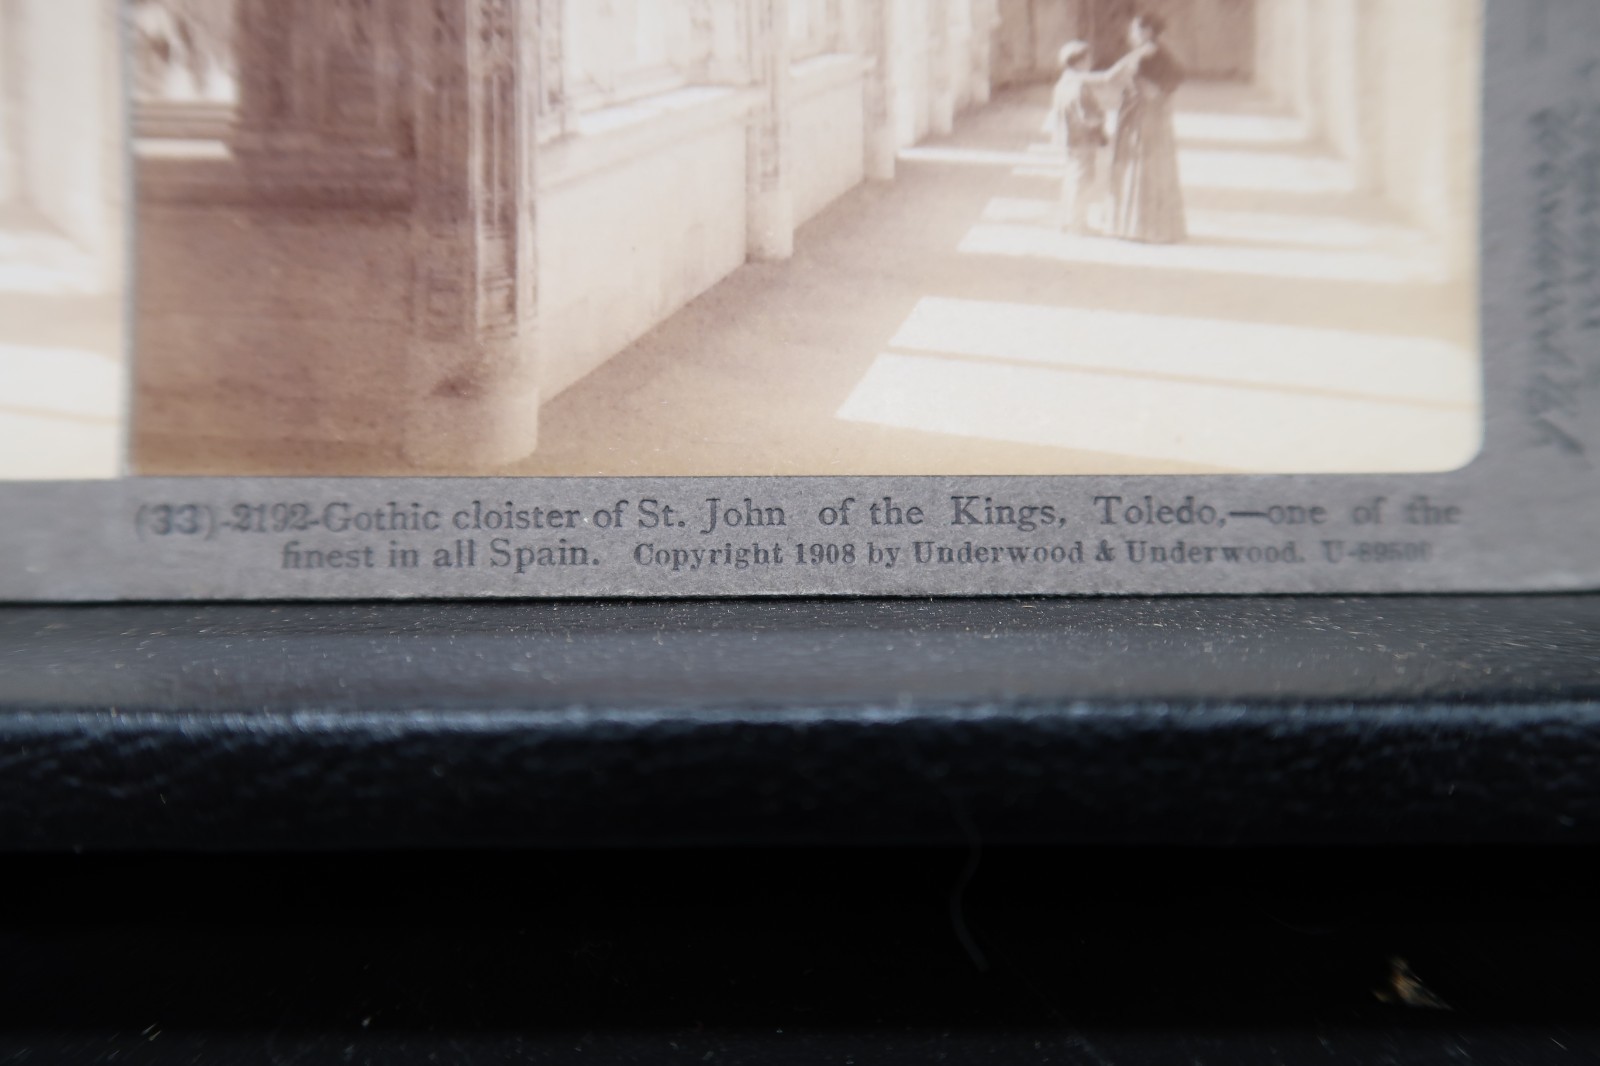 (33)-2192-Gothic cloister of St. John of the Kings, Toledo,—one of the
finest in all Spain. Copyright 1908 by Underwood & Underwood.